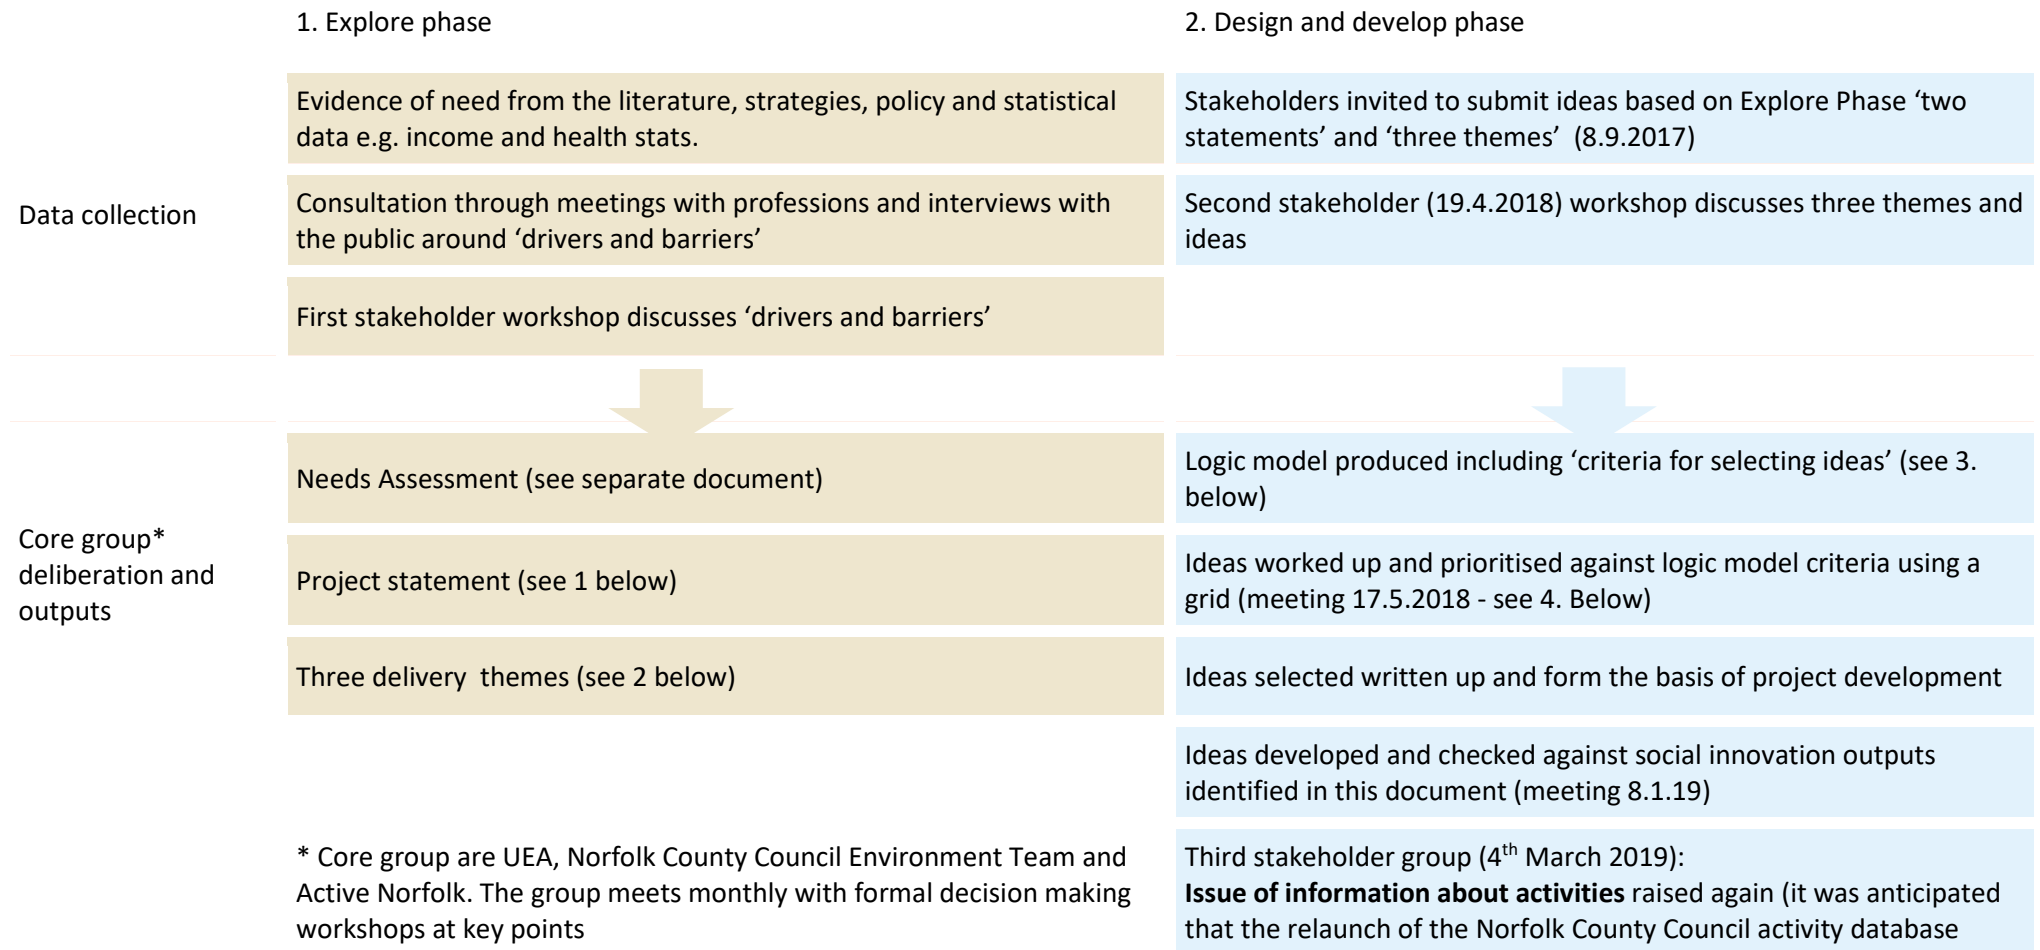 1. Explore phase
2. Design and develop phase
Data collection
Evidence of need from the literature, strategies, policy and statistical
data e.g. income and health stats.
Consultation through meetings with professions and interviews with
the public around ‘drivers and barriers’
First stakeholder workshop discusses ‘drivers and barriers’
Stakeholders invited to submit ideas based on Explore Phase ‘two
statements’ and ‘three themes’  (8.9.2017)
Second stakeholder (19.4.2018) workshop discusses three themes and
ideas
Core group*
deliberation and
outputs
Needs Assessment (see separate document)
Project statement (see 1 below)
Three delivery  themes (see 2 below)
* Core group are UEA, Norfolk County Council Environment Team and
Active Norfolk. The group meets monthly with formal decision making
workshops at key points
Logic model produced including ‘criteria for selecting ideas’ (see 3.
below)
Ideas worked up and prioritised against logic model criteria using a
grid (meeting 17.5.2018 - see 4. Below)
Ideas selected written up and form the basis of project development
Ideas developed and checked against social innovation outputs
identified in this document (meeting 8.1.19)
Third stakeholder group (4th March 2019):
Issue of information about activities raised again (it was anticipated
that the relaunch of the Norfolk County Council activity database